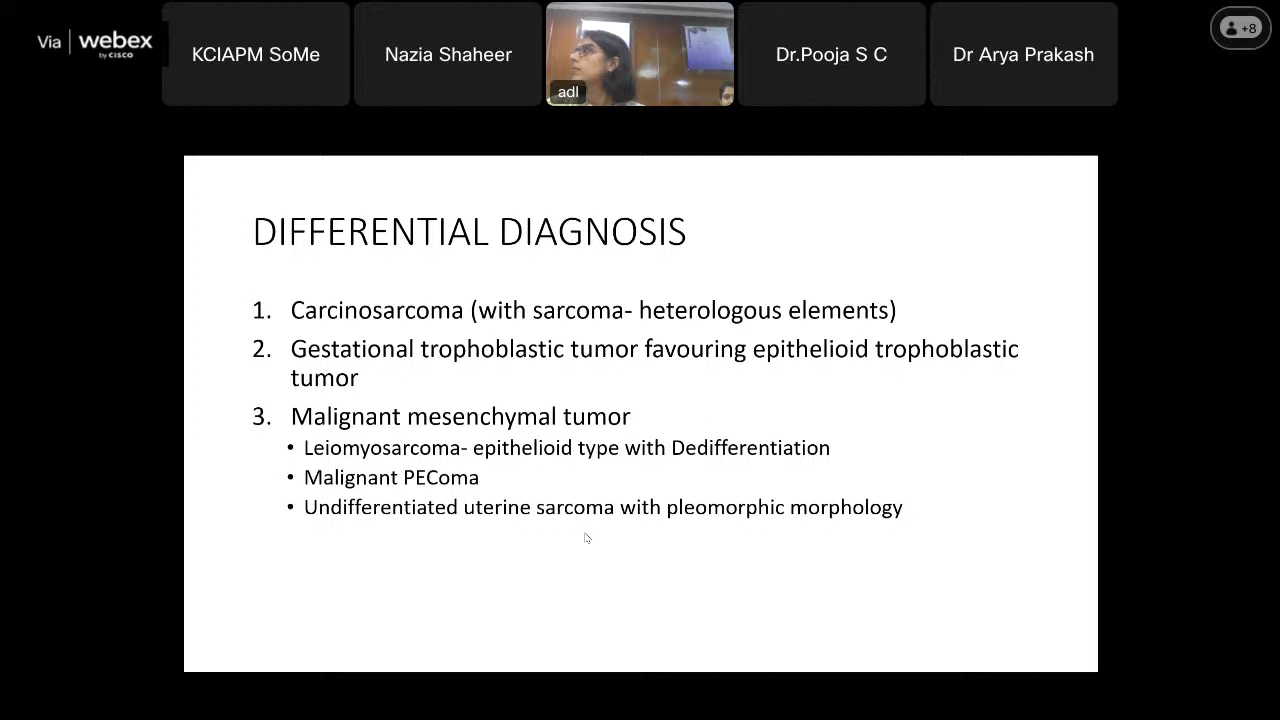 Via webex
by CISCO
KCIAPM SoMe
Nazia Shaheer
adl
Dr.Pooja S C
Dr Arya Prakash
+8
DIFFERENTIAL DIAGNOSIS
1. Carcinosarcoma (with sarcoma- heterologous elements)
2. Gestational trophoblastic tumor favouring epithelioid trophoblastic
tumor
3. Malignant mesenchymal tumor
• Leiomyosarcoma- epithelioid type with Dedifferentiation
• Malignant PEComa
• Undifferentiated uterine sarcoma with pleomorphic morphology